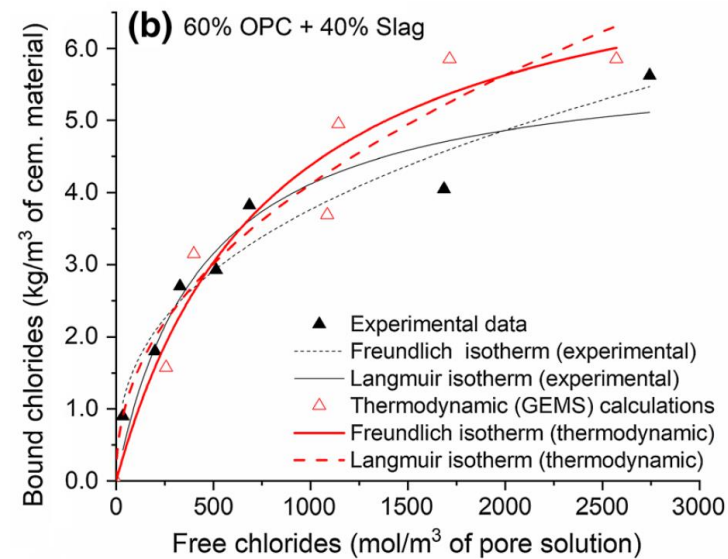 (b) 60% OPC + 40% Slag
Bound chlorides (kg/m³ of cem. material)
6.0
5.0
4.0
3.0
2.0
1.0
0.0
Experimental data
Freundlich isotherm (experimental)
Langmuir isotherm (experimental)
Thermodynamic (GEMS) calculations
Freundlich isotherm (thermodynamic)
Langmuir isotherm (thermodynamic)
0 500 1000 1500 2000 2500 3000
Free chlorides (mol/m³ of pore solution)